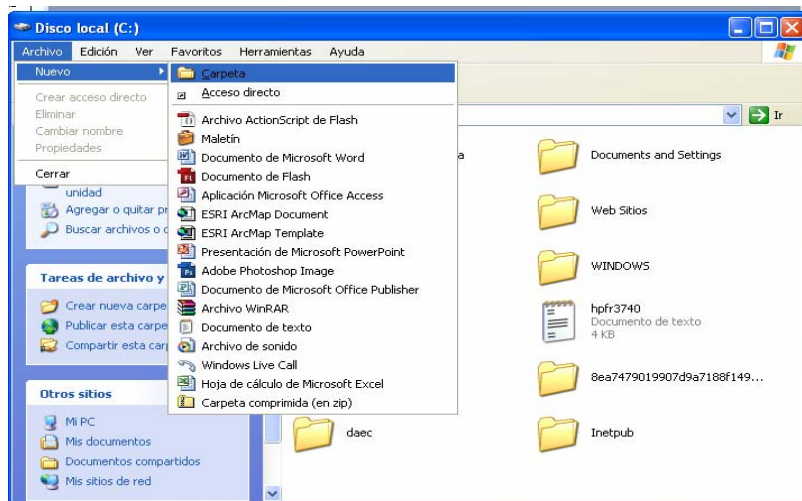 Disco local (C:)
Archivo Edición Ver Favoritos Herramientas Ayuda
Nuevo
Crear acceso directo
Eliminar
Cambiar nombre
Propiedades
Cerrar
Carpeta
Acceso directo
Archivo ActionScript de Flash
Maletín
Documento de Microsoft Word
Documento de Flash
Aplicación Microsoft Office Access
ESRI ArcMap Document
ESRI ArcMap Template
Presentación de Microsoft PowerPoint
Adobe Photoshop Image
Documento de Microsoft Office Publisher
Archivo WinRAR
Documento de texto
Archivo de sonido
Windows Live Call
Hoja de cálculo de Microsoft Excel
Carpeta comprimida (en zip)
Ir
unidad
Agregar o quitar pr
Buscar archivos o c
Tareas de archivo y
Crear nueva carpe
Publicar esta carpe
Compartir esta carp
Otros sitios
Mi PC
Mis documentos
Documentos compartidos
Mis sitios de red
a
Documents and Settings
Web Sitios
WINDOWS
hpfr3740
Documento de texto
4 KB
8ea7479019907d9a7188f149...
daec
Inetpub